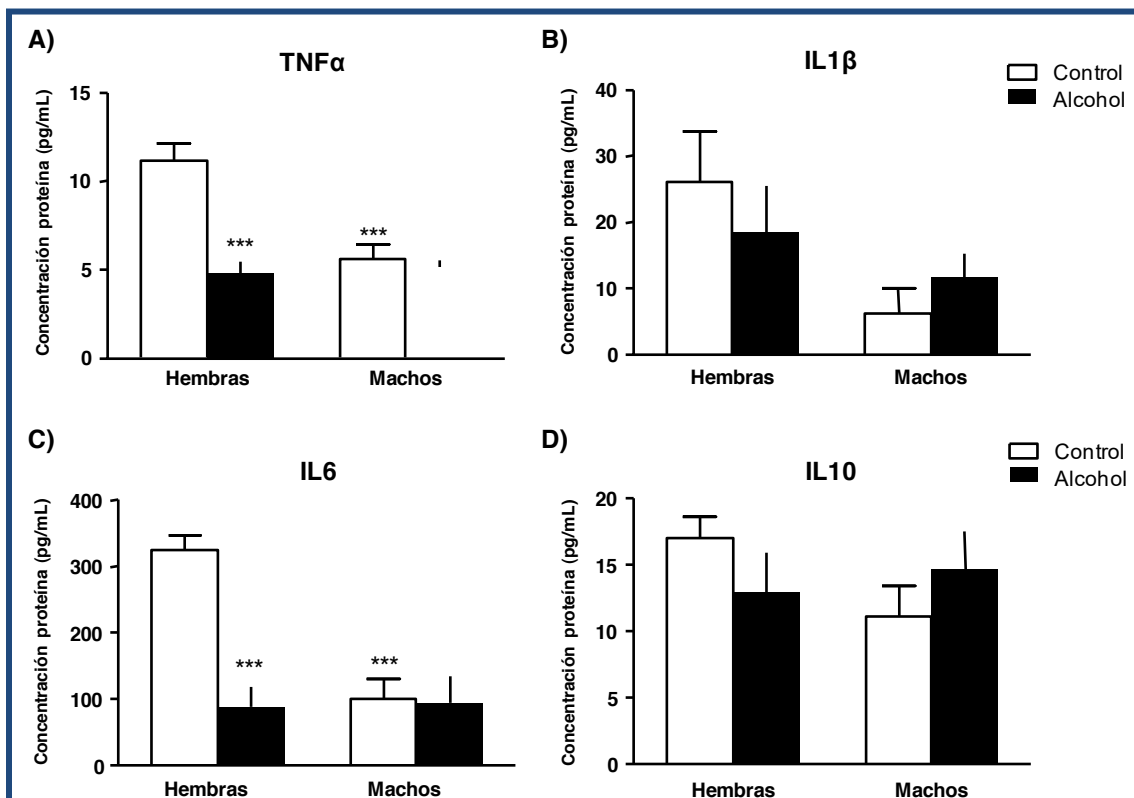 A)
TNFα
Concentración proteína (pg/mL)
15
10
5
0
***
***
Hembras
Machos
B)
IL1β
Control
Alcohol
Concentración proteína (pg/mL)
40
30
20
10
0
Hembras
Machos
C)
IL6
Concentración proteína (pg/mL)
400
300
200
100
0
***
***
Hembras
Machos
D)
IL10
Control
Alcohol
Concentración proteína (pg/mL)
20
15
10
5
0
Hembras
Machos